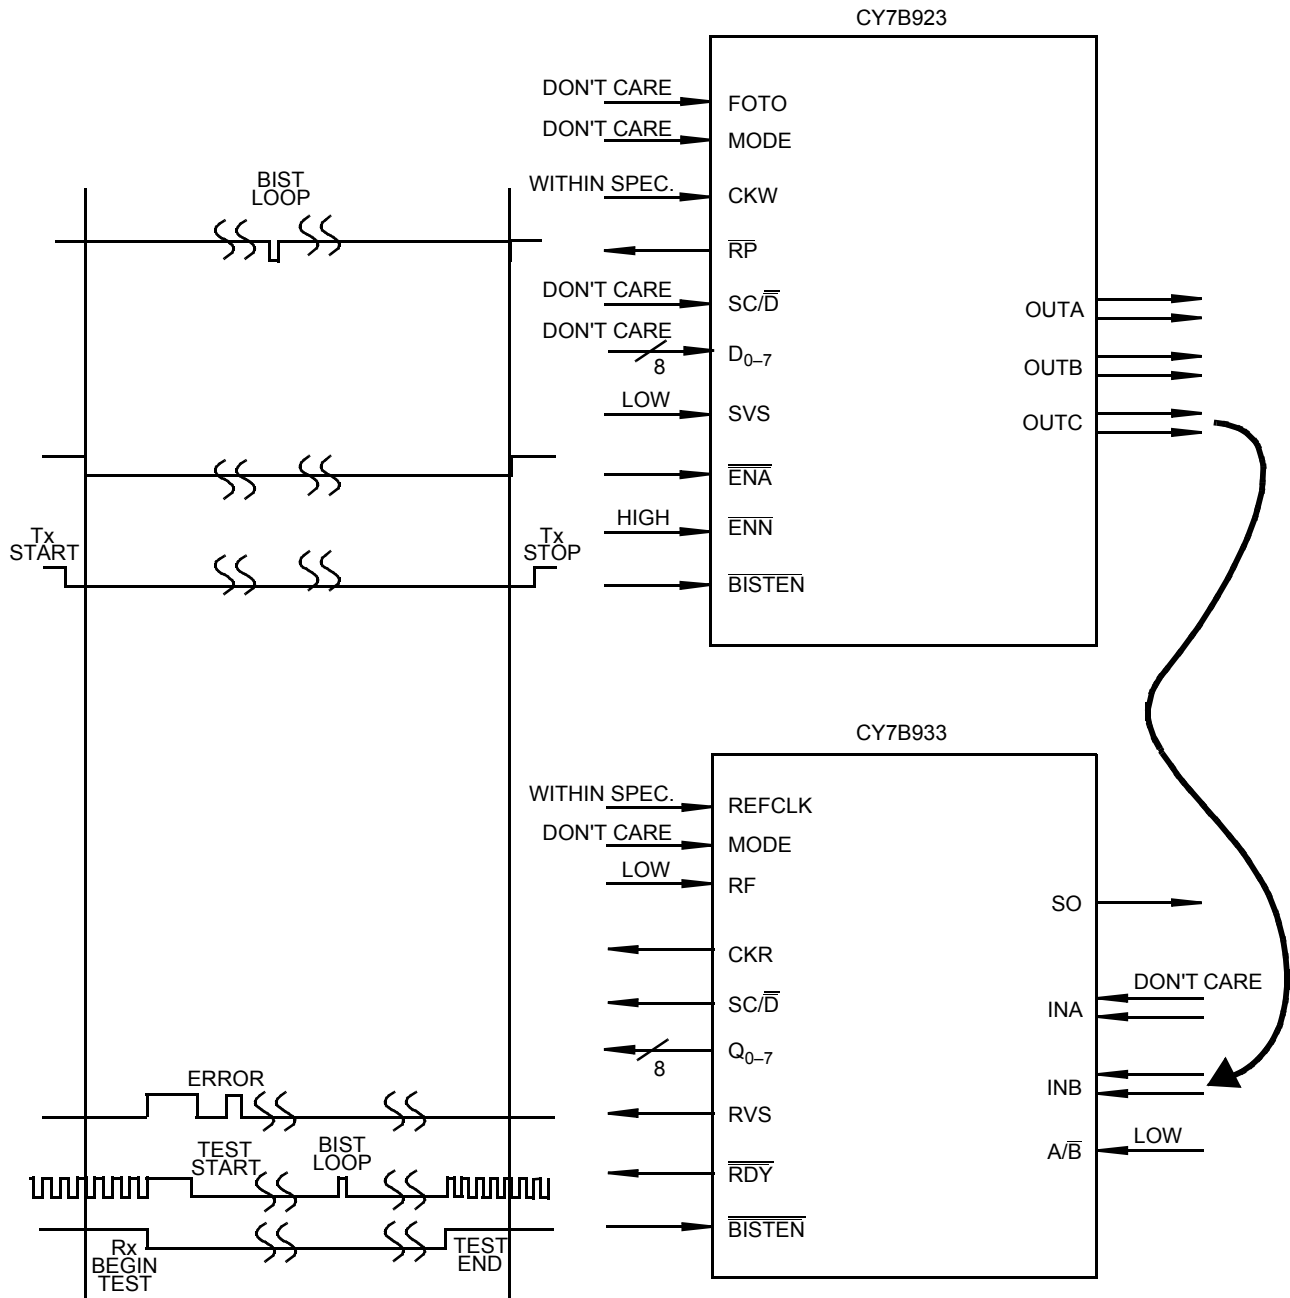 CY7B923
DON'T CARE
FOTO
DON'T CARE
MODE
WITHIN SPEC.
CKW
BIST
LOOP
RP
DON'T CARE
SC/D
OUTA
DON'T CARE
8
D0–7
OUTB
LOW
SVS
OUTC
ENA
HIGH
ENN
Tx
START
Tx
STOP
BISTEN
CY7B933
WITHIN SPEC.
REFCLK
DON'T CARE
MODE
LOW
RF
SO
CKR
DON'T CARE
SC/D
INA
8
Q0–7
ERROR
INB
RVS
LOW
A/B
TEST
START
BIST
LOOP
RDY
BISTEN
Rx
BEGIN
TEST
TEST
END